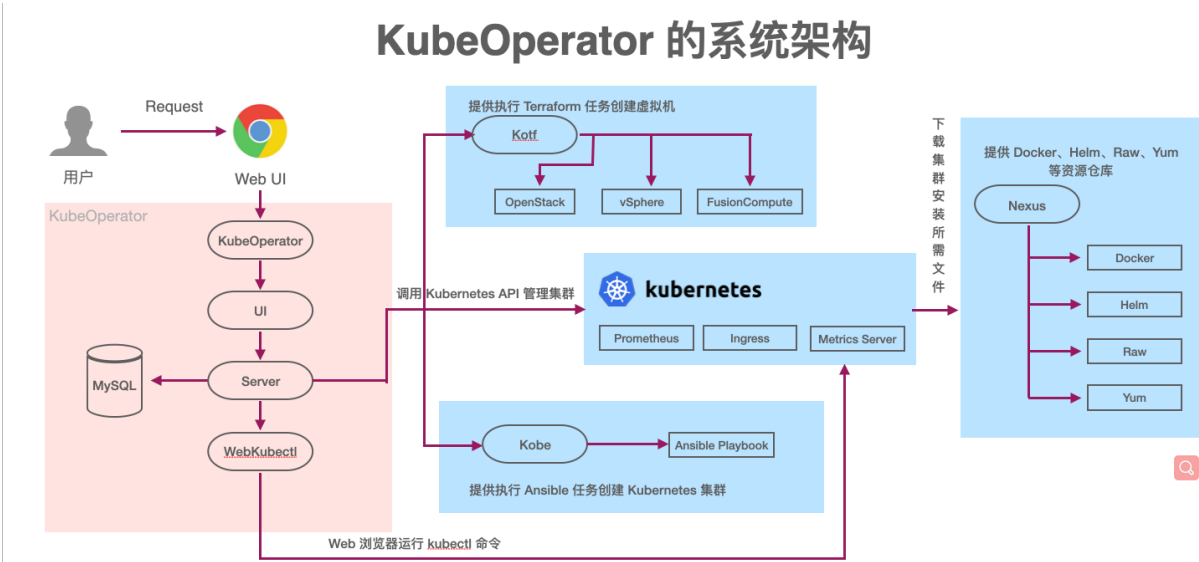 KubeOperator 的系统架构
Request
用户
Web UI
KubeOperator
KubeOperator
UI
Server
MySQL
WebKubectl
提供执行 Terraform 任务创建虚拟机
Kotf
OpenStack
vSphere
FusionCompute
调用 Kubernetes API 管理集群
kubernetes
Prometheus
Ingress
Metrics Server
Kobe
Ansible Playbook
提供执行 Ansible 任务创建 Kubernetes 集群
Web 浏览器运行 kubectl 命令
下载集群安装所需文件
提供 Docker、Helm、Raw、Yum
等资源仓库
Nexus
Docker
Helm
Raw
Yum